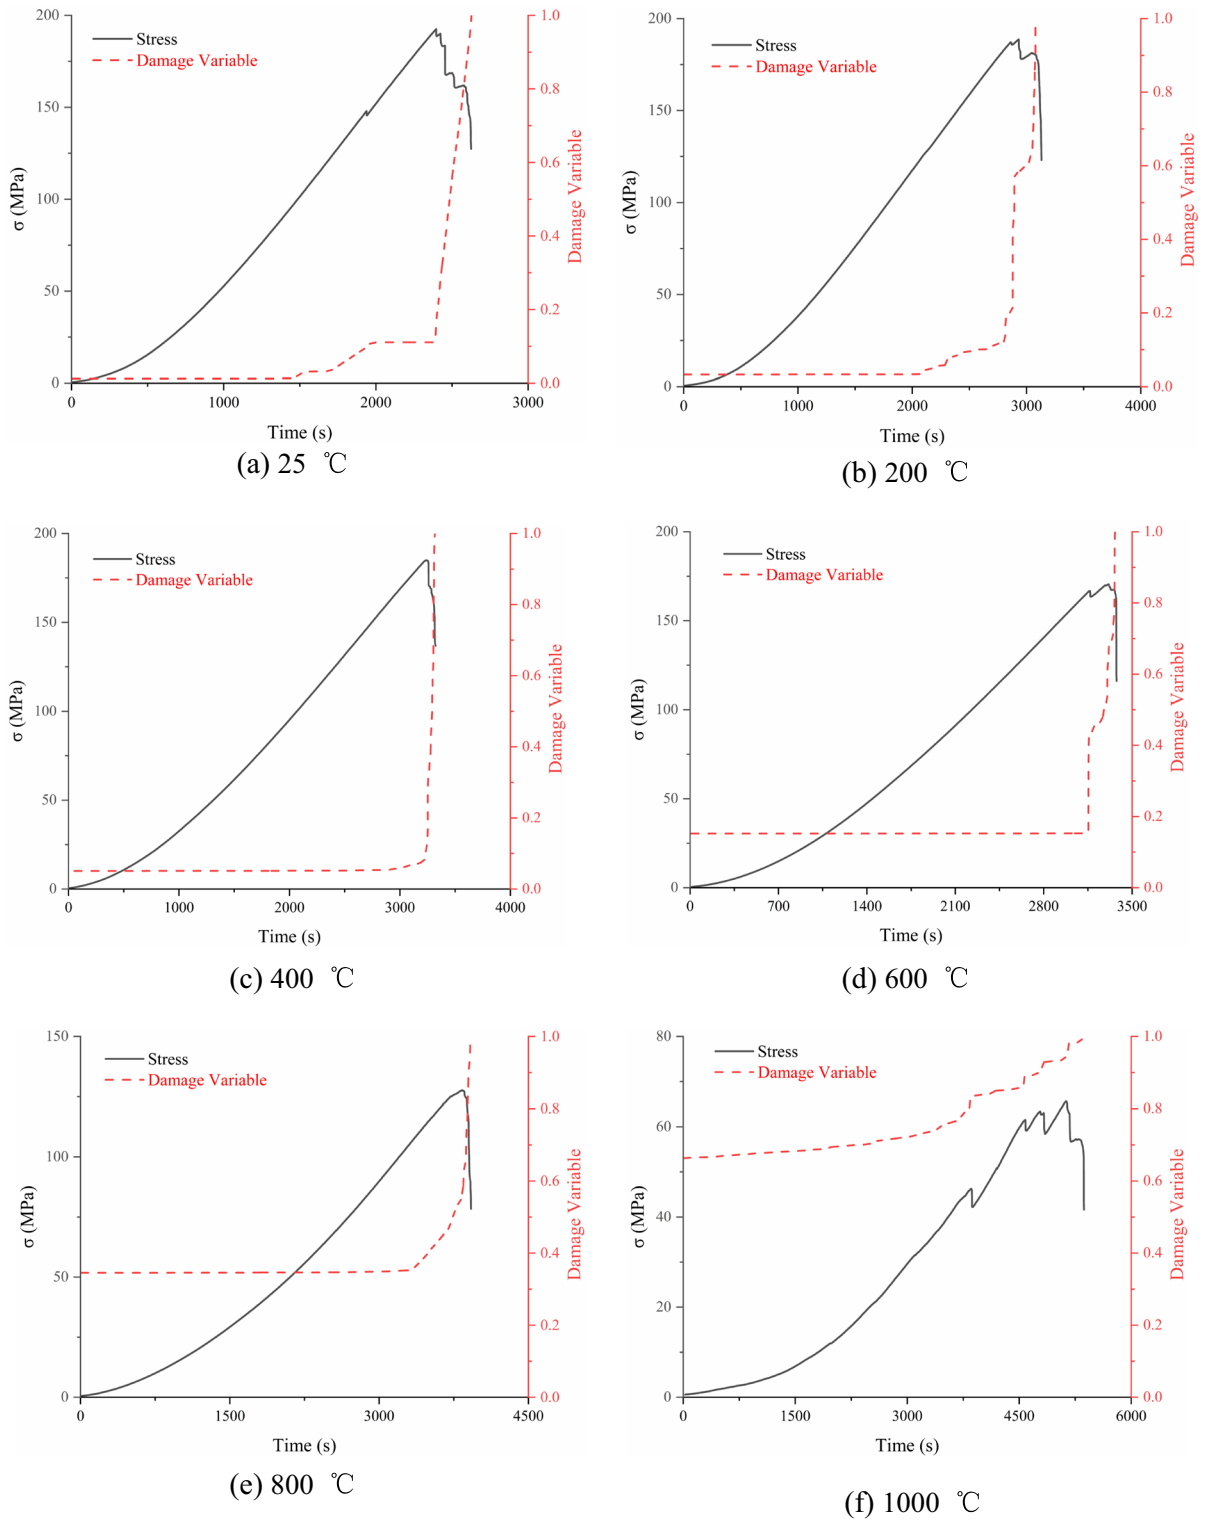 200
150
100
50
0
σ (MPa)
Stress
Damage Variable
1.0
0.8
0.6
0.4
0.2
0.0
Damage Variable
0 1000 2000 3000
Time (s)
(a) 25 ℃
200
150
100
50
0
σ (MPa)
Stress
Damage Variable
1.0
0.8
0.6
0.4
0.2
0.0
Damage Variable
0 1000 2000 3000 4000
Time (s)
(b) 200 ℃
200
150
100
50
0
σ (MPa)
Stress
Damage Variable
1.0
0.8
0.6
0.4
0.2
0.0
Damage Variable
0 1000 2000 3000 4000
Time (s)
(c) 400 ℃
200
150
100
50
0
σ (MPa)
Stress
Damage Variable
1.0
0.8
0.6
0.4
0.2
0.0
Damage Variable
0 700 1400 2100 2800 3500
Time (s)
(d) 600 ℃
150
100
50
0
σ (MPa)
Stress
Damage Variable
1.0
0.8
0.6
0.4
0.2
0.0
Damage Variable
0 1500 3000 4500
Time (s)
(e) 800 ℃
80
60
40
20
0
σ (MPa)
Stress
Damage Variable
1.0
0.8
0.6
0.4
0.2
0.0
Damage Variable
0 1500 3000 4500 6000
Time (s)
(f) 1000 ℃